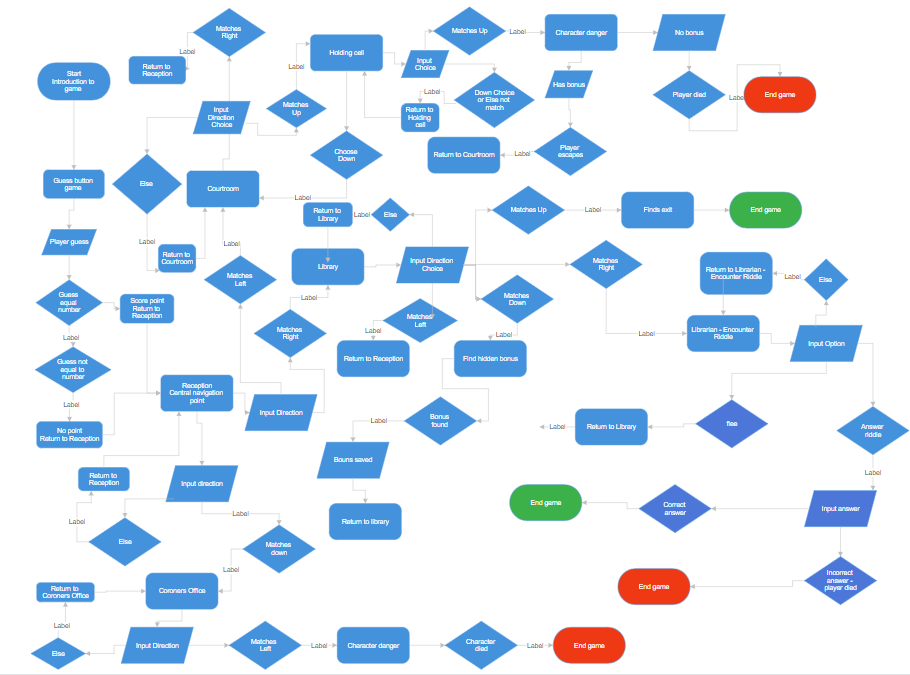 Matches
Right
Label
Return to
Reception
Start
Introduction to
game
Input
Direction
Choice
Label
Holding cell
Matches
Up
Input
Choice
Matches Up
Label
Character danger
No bonus
Has bonus
Player died
Label
End game
Down Choice
or Else not
match
Label
Return to
Holding
cell
Choose
Down
Return to Courtroom
Label
Player
escapes
Guess button
game
Else
Courtroom
Label
Return to
Library
Label
Else
Matches Up
Label
Finds exit
End game
Player guess
Label
Return to
Courtroom
Label
Matches
Left
Library
Input Direction
Choice
Matches
Right
Return to Librarian -
Encounter Riddle
Label
Else
Guess
equal
number
Score point
Return to
Reception
Label
Matches
Right
Matches
Left
Label
Matches
Down
Label
Label
Librarian - Encounter
Riddle
Input Option
Label
Guess not
equal to
number
Label
Return to Reception
Find hidden bonus
Reception
Central navigation
point
Input Direction
No point
Return to Reception
Label
Bonus
found
Label
Return to Library
flee
Answer
riddle
Label
Bouns saved
Return to
Reception
Input direction
Label
Label
Else
Return to library
End game
Correct
answer
Input answer
Matches
down
Label
Return to
Coroners Office
Coroners Office
End game
Incorrect
answer -
player died
Label
Else
Input Direction
Matches
Left
Label
Character danger
Character
died
Label
End game